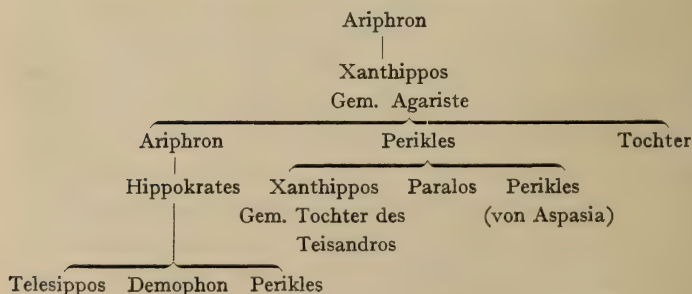 Ariphron
Xanthippos
Gem. Agariste
Ariphron Perikles Tochter
Hippokrates Xanthippos Paralos Perikles
Gem. Tochter des (von Aspasia)
Teisandros
Telesippos Demophon Perikles